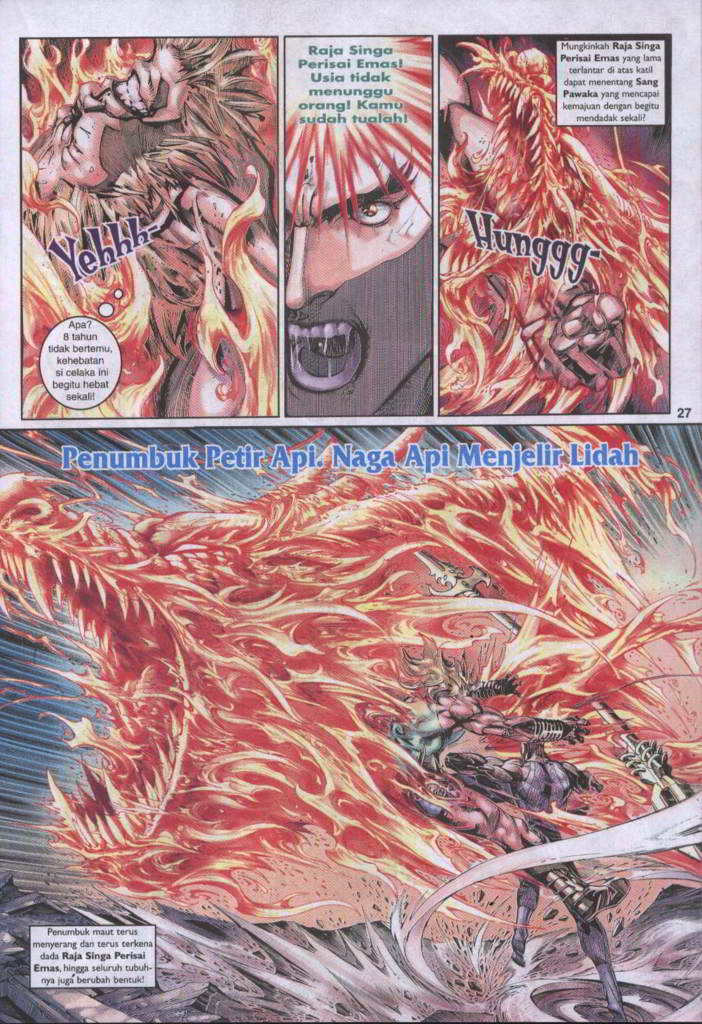 Yehhh-
Apa?
8 tahun
tidak bertemu,
kehebatan
si celaka ini
begitu hebat
sekali!
Raja Singa
Perisai Emas!
Usia tidak
menunggu
orang! Kamu
sudah tualah!
Mungkinkah Raja Singa
Perisai Emas yang lama
terlantar di atas katil
dapat menentang Sang
Pawaka yang mencapai
kemajuan dengan begitu
mendadak sekali?
Hunggg-
27
Penumbuk Petir Api. Naga Api Menjelir Lidah
Penumbuk maut terus
menyerang dan terus terkena
dada Raja Singa Perisai
Emas, hingga seluruh tubuh-
nya juga berubah bentuk!